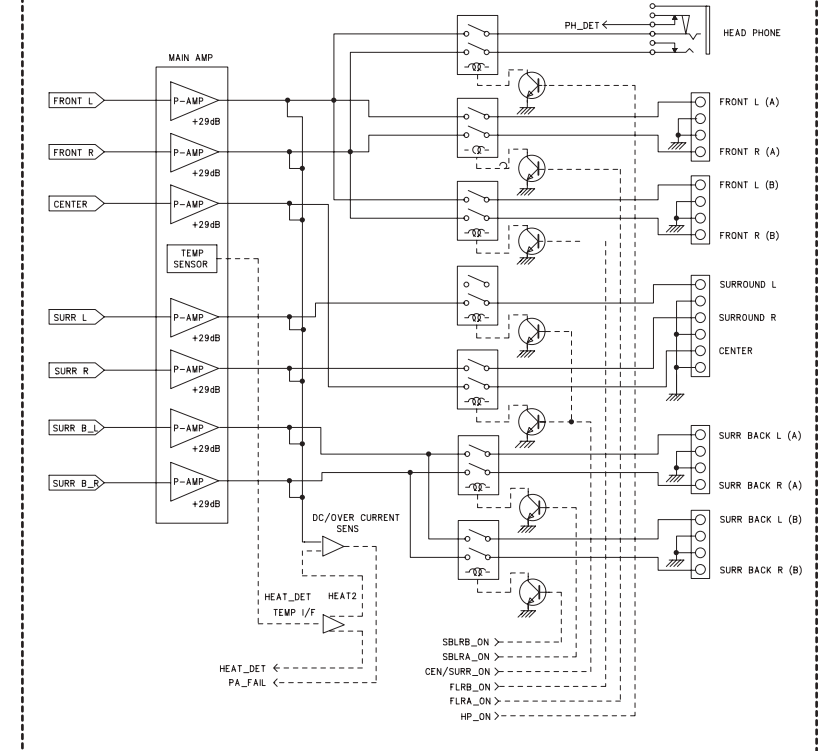 PH_DET
HEAD PHONE
MAIN AMP
FRONT L
P-AMP
+29dB
FRONT L (A)
FRONT R
P-AMP
+29dB
FRONT R (A)
CENTER
P-AMP
+29dB
FRONT L (B)
FRONT R (B)
TEMP
SENSOR
SURROUND L
SURR L
P-AMP
+29dB
SURROUND R
CENTER
SURR R
P-AMP
+29dB
SURR B_L
P-AMP
+29dB
SURR BACK L (A)
SURR B_R
P-AMP
+29dB
SURR BACK R (A)
DC/OVER CURRENT
SENS
SURR BACK L (B)
SURR BACK R (B)
HEAT_DET
HEAT2
TEMP I/F
HEAT_DET
PA_FAIL
SBLRB_ON
SBLRA_ON
CEN/SURR_ON
FLRB_ON
FLRA_ON
HP_ON